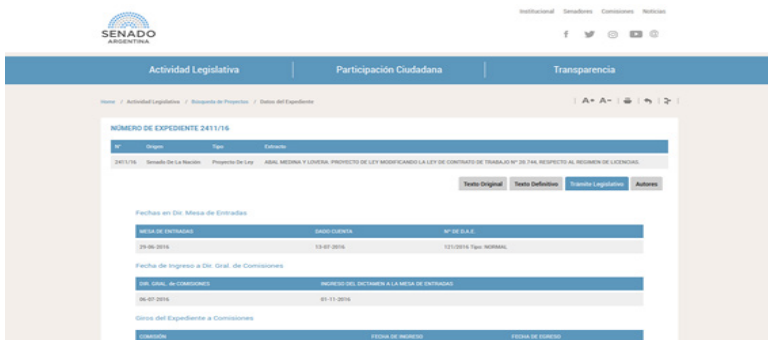 Institucional Senadores Comisiones Noticias
SENADO
ARGENTINA
Actividad Legislativa Participación Ciudadana Transparencia
Home / Actividad Legislativa / Búsqueda de Proyectos / Datos del Expediente
A+ A-
NÚMERO DE EXPEDIENTE 2411/16
N° Origen Tipo Extracto
2411/16 Senado De La Nación Proyecto De Ley ABAL MEDINA Y LOVERA: PROYECTO DE LEY MODIFICANDO LA LEY DE CONTRATO DE TRABAJO N° 20.744, RESPECTO AL REGIMEN DE LICENCIAS.
Texto Original Texto Definitivo Trámite Legislativo Autores
Fechas en Dir. Mesa de Entradas
MESA DE ENTRADAS DADO CUENTA N° DE D.A.E.
29-06-2016 13-07-2016 121/2016 Tipo: NORMAL
Fecha de Ingreso a Dir. Gral. de Comisiones
DIR. GRAL. de COMISIONES INGRESO DEL DICTAMEN A LA MESA DE ENTRADAS
06-07-2016 01-11-2016
Giros del Expediente a Comisiones
COMISIÓN FECHA DE INGRESO FECHA DE EGRESO